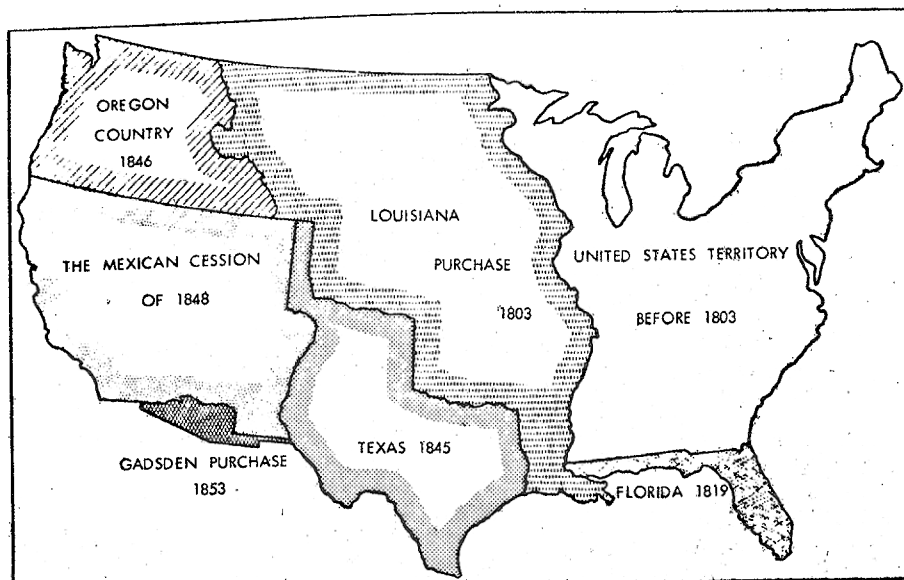 OREGON
COUNTRY
1846
LOUISIANA
PURCHASE
1803
UNITED STATES TERRITORY
BEFORE 1803
THE MEXICAN CESSION
OF 1848
GADSDEN PURCHASE
1853
TEXAS 1845
FLORIDA 1819